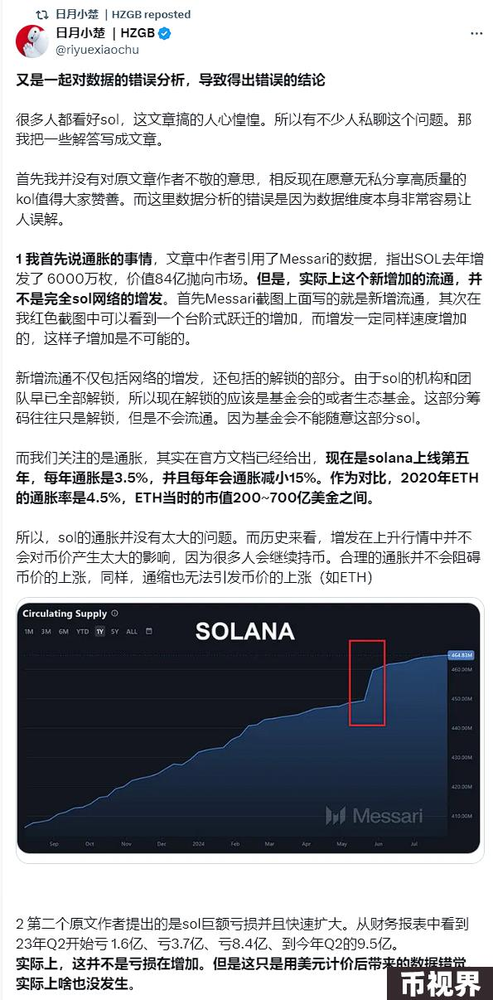 日月小楚 ｜HZGB reposted
日月小楚 ｜HZGB
@riyuexiaochu
又是一起对数据的错误分析，导致得出错误的结论
很多人都看好sol，这文章搞的人心惶惶。所以有不少人私聊这个问题。那
我把一些解答写成文章。
首先我并没有对原文章作者不敬的意思，相反现在愿意无私分享高质量的
kol值得大家赞善。而这里数据分析的错误是因为数据维度本身非常容易让
人误解。
1 我首先说通胀的事情，文章中作者引用了Messari的数据，指出SOL去年增
发了 6000万枚，价值84亿抛向市场。但是，实际上这个新增加的流通，并
不是完全sol网络的增发。首先Messari截图上面写的就是新增流通，其次在
我红色截图中可以看到一个台阶式跃迁的增加，而增发一定同样速度增加
的，这样子增加是不可能的。
新增流通不仅包括网络的增发，还包括的解锁的部分。由于sol的机构和团
队早已全部解锁，所以现在解锁的应该是基金会的或者生态基金。这部分筹
码往往只是解锁，但是不会流通。因为基金会不能随意这部分sol。
而我们关注的是通胀，其实在官方文档已经给出，现在是solana上线第五
年，每年通胀是3.5%，并且每年会通胀减小15%。作为对比，2020年ETH
的通胀率是4.5%，ETH当时的市值200~700亿美金之间。
所以，sol的通胀并没有太大的问题。而历史来看，增发在上升行情中并不
会对币价产生太大的影响，因为很多人会继续持币。合理的通胀并不会阻碍
币价的上涨，同样，通缩也无法引发币价的上涨（如ETH）
Circulating Supply
1M 3M 6M YTD 1Y 5Y ALL
SOLANA
464.83M
460.00M
450.00M
440.00M
430.00M
420.00M
410.00M
Messari
Sep Oct Nov Dec 2024 Feb Mar Apr May Jun Jul
2 第二个原文作者提出的是sol巨额亏损并且快速扩大。从财务报表中看到
23年Q2开始亏 1.6亿、亏3.7亿、亏8.4亿、到今年Q2的9.5亿。
实际上，这并不是亏损在增加。但是这只是用美元计价后带来的数据错觉，
实际上啥也没发生。
币视界